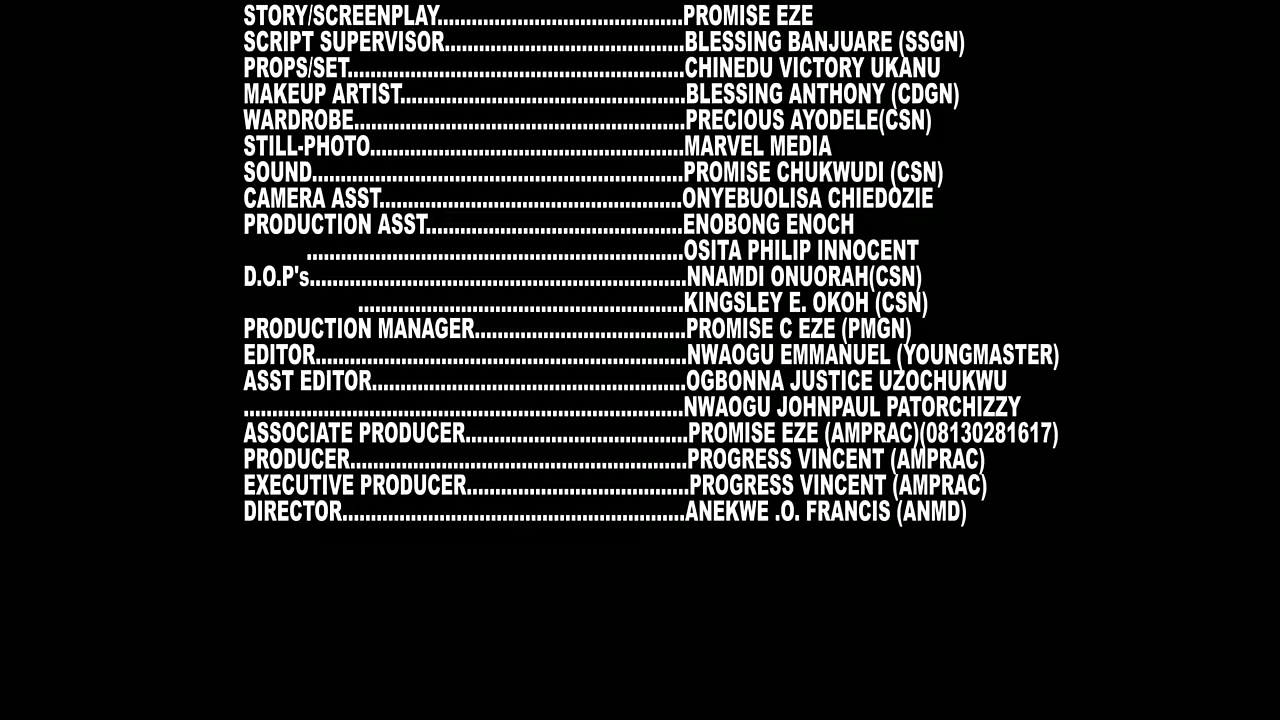 STORY/SCREENPLAY...........................................PROMISE EZE
SCRIPT SUPERVISOR..........................................BLESSING BANJUARE (SSGN)
PROPS/SET...........................................................CHINEDU VICTORY UKANU
MAKEUP ARTIST..................................................BLESSING ANTHONY (CDGN)
WARDROBE..........................................................PRECIOUS AYODELE(CSN)
STILL-PHOTO.......................................................MARVEL MEDIA
SOUND.................................................................PROMISE CHUKWUDI (CSN)
CAMERA ASST.....................................................ONYEBUOLISA CHIEDOZIE
PRODUCTION ASST.............................................ENOBONG ENOCH
..................................................................OSITA PHILIP INNOCENT
D.O.P's..................................................................NNAMDI ONUORAH(CSN)
.........................................................KINGSLEY E. OKOH (CSN)
PRODUCTION MANAGER.....................................PROMISE C EZE (PMGN)
EDITOR.................................................................NWAOGU EMMANUEL (YOUNGMASTER)
ASST EDITOR.......................................................OGBONNA JUSTICE UZOCHUKWU
.............................................................................NWAOGU JOHNPAUL PATORCHIZZY
ASSOCIATE PRODUCER.......................................PROMISE EZE (AMPRAC)(08130281617)
PRODUCER...........................................................PROGRESS VINCENT (AMPRAC)
EXECUTIVE PRODUCER.......................................PROGRESS VINCENT (AMPRAC)
DIRECTOR............................................................ANEKWE .O. FRANCIS (ANMD)